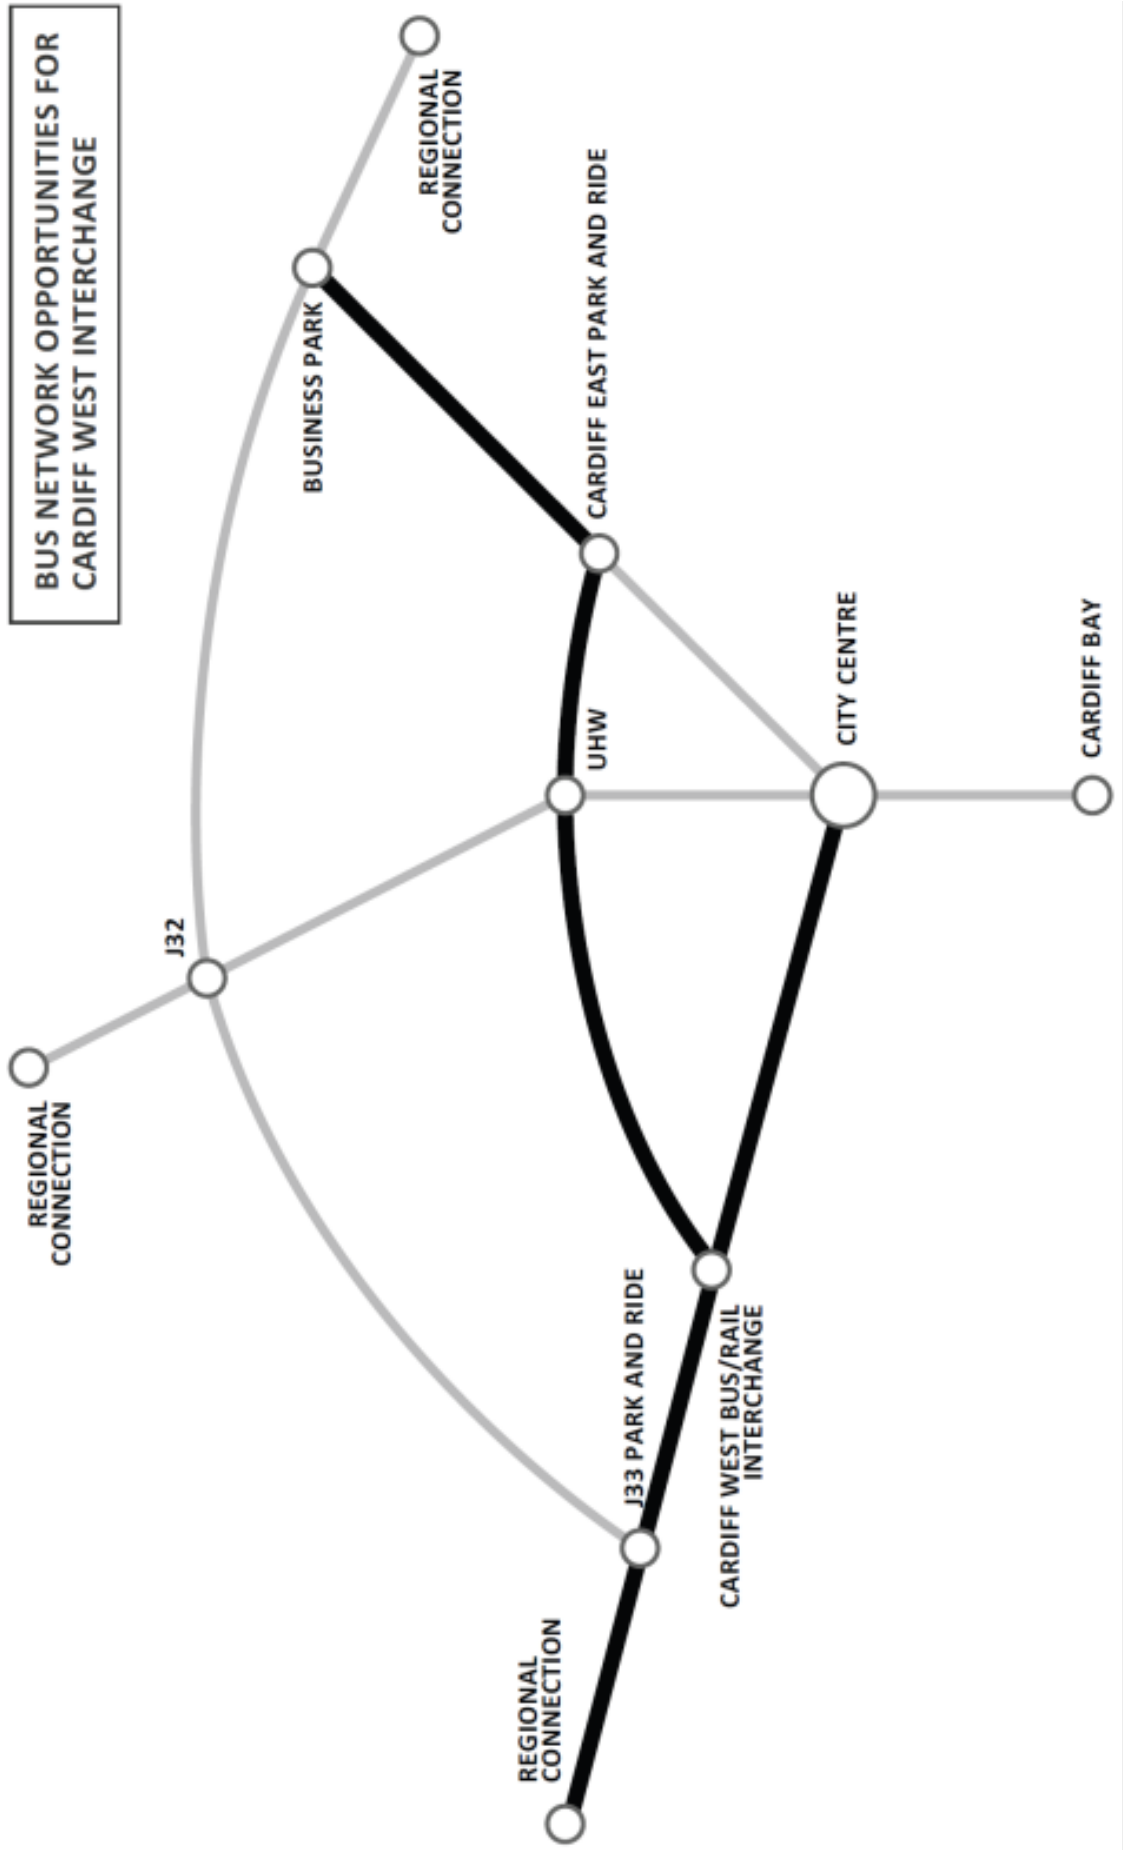 BUS NETWORK OPPORTUNITIES FOR
CARDIFF WEST INTERCHANGE
REGIONAL
CONNECTION
J32
BUSINESS PARK
REGIONAL
CONNECTION
REGIONAL
CONNECTION
UHW
CARDIFF EAST PARK AND RIDE
J33 PARK AND RIDE
CARDIFF WEST BUS/RAIL
INTERCHANGE
CITY CENTRE
CARDIFF BAY